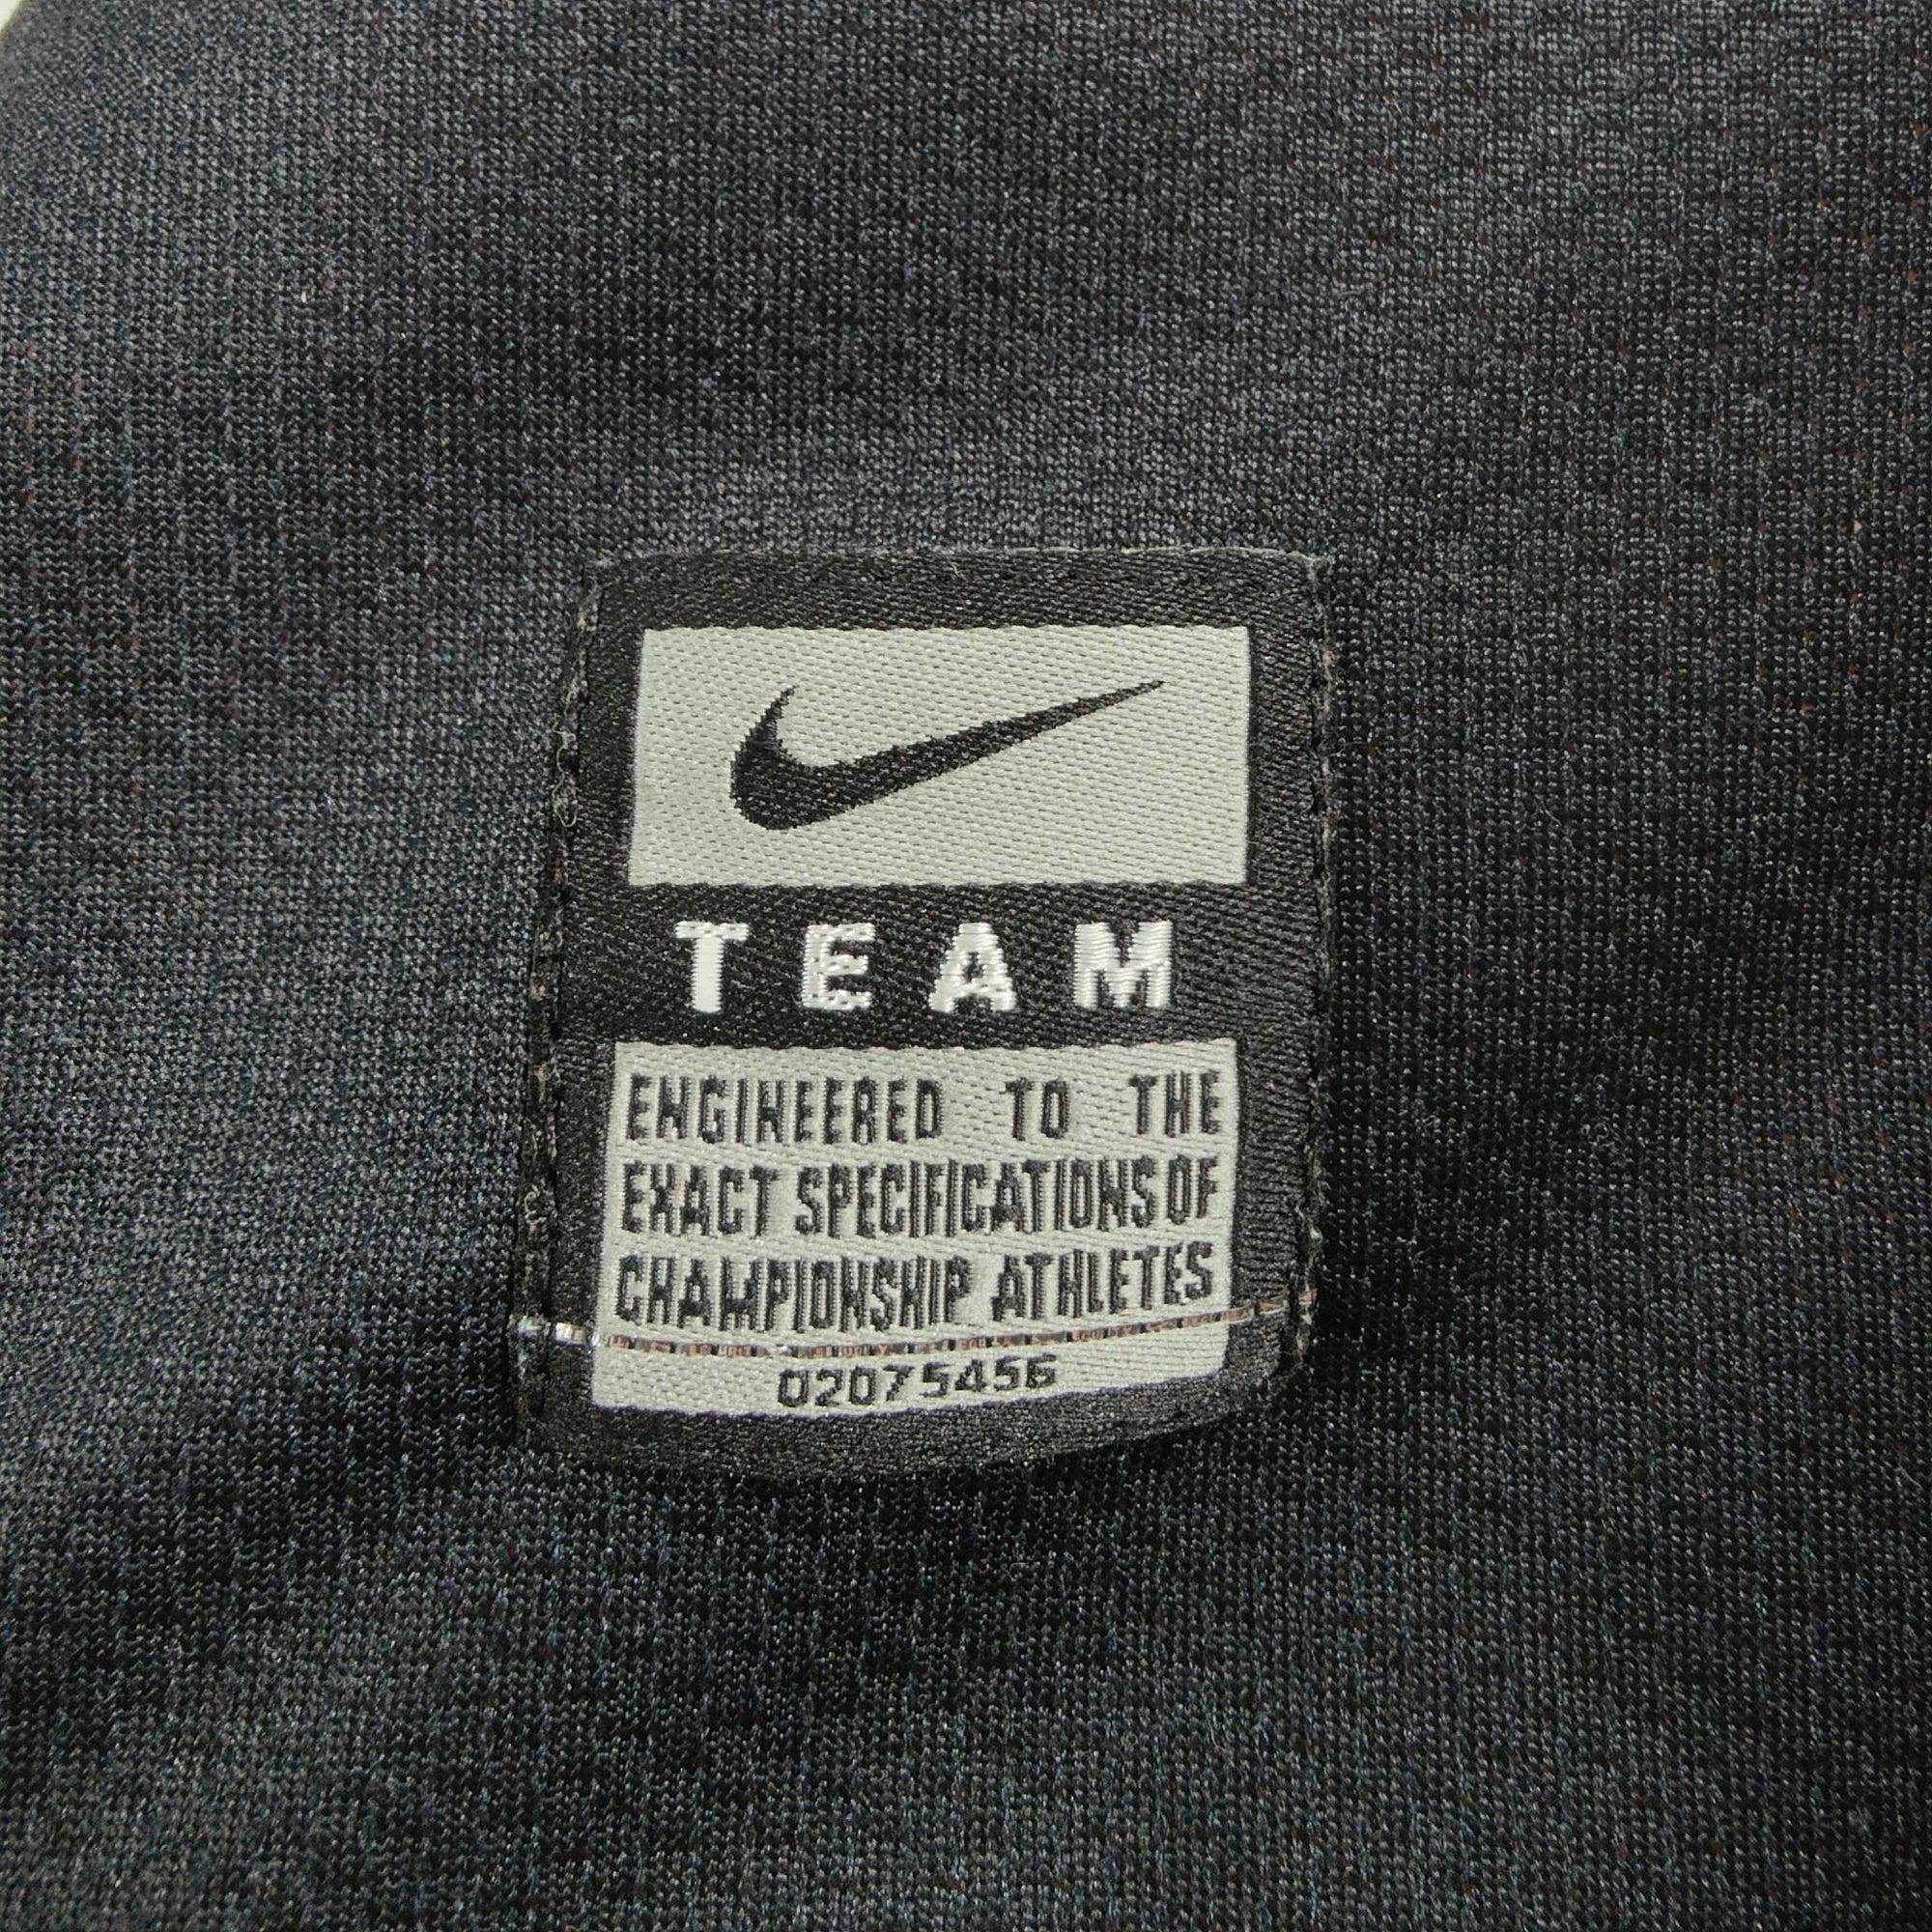 TEAM
ENGINEERED TO THE
EXACT SPECIFICATIONS OF
CHAMPIONSHIP ATHLETES
02075456